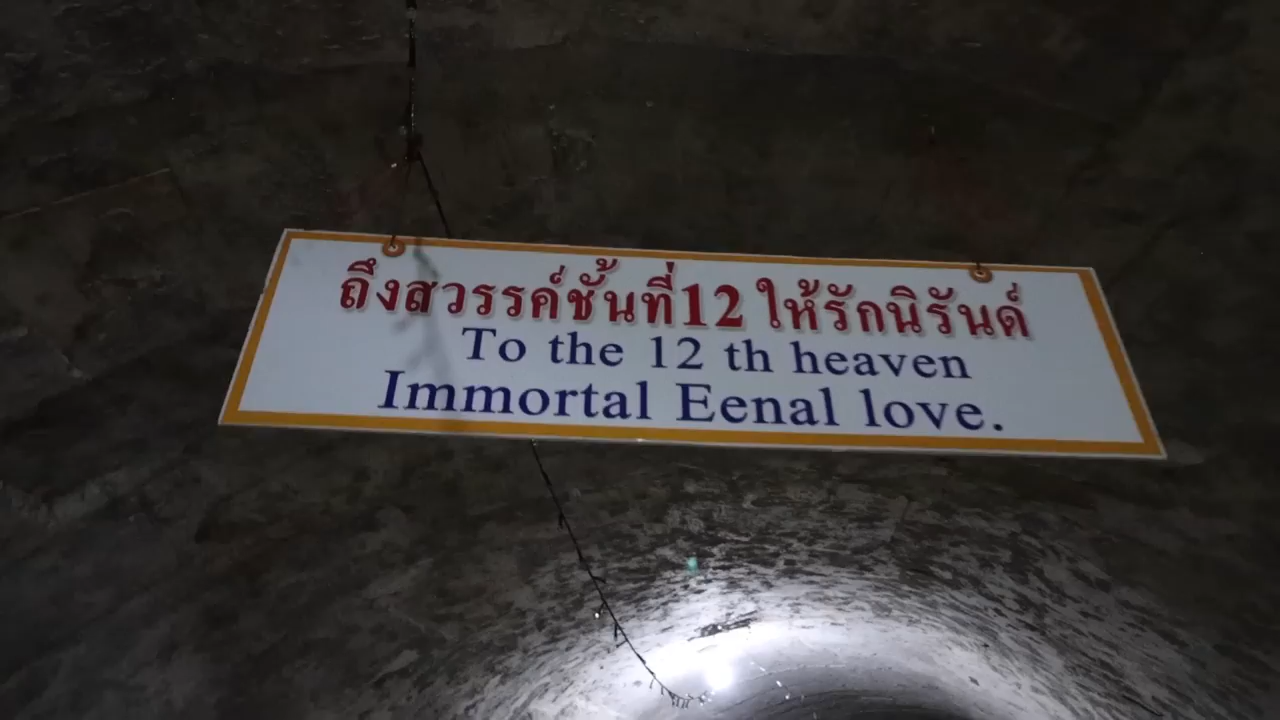 ถึงสวรรค์ชั้นที่12 ให้รักนิรันด์
To the 12 th heaven
Immortal Eenal love.